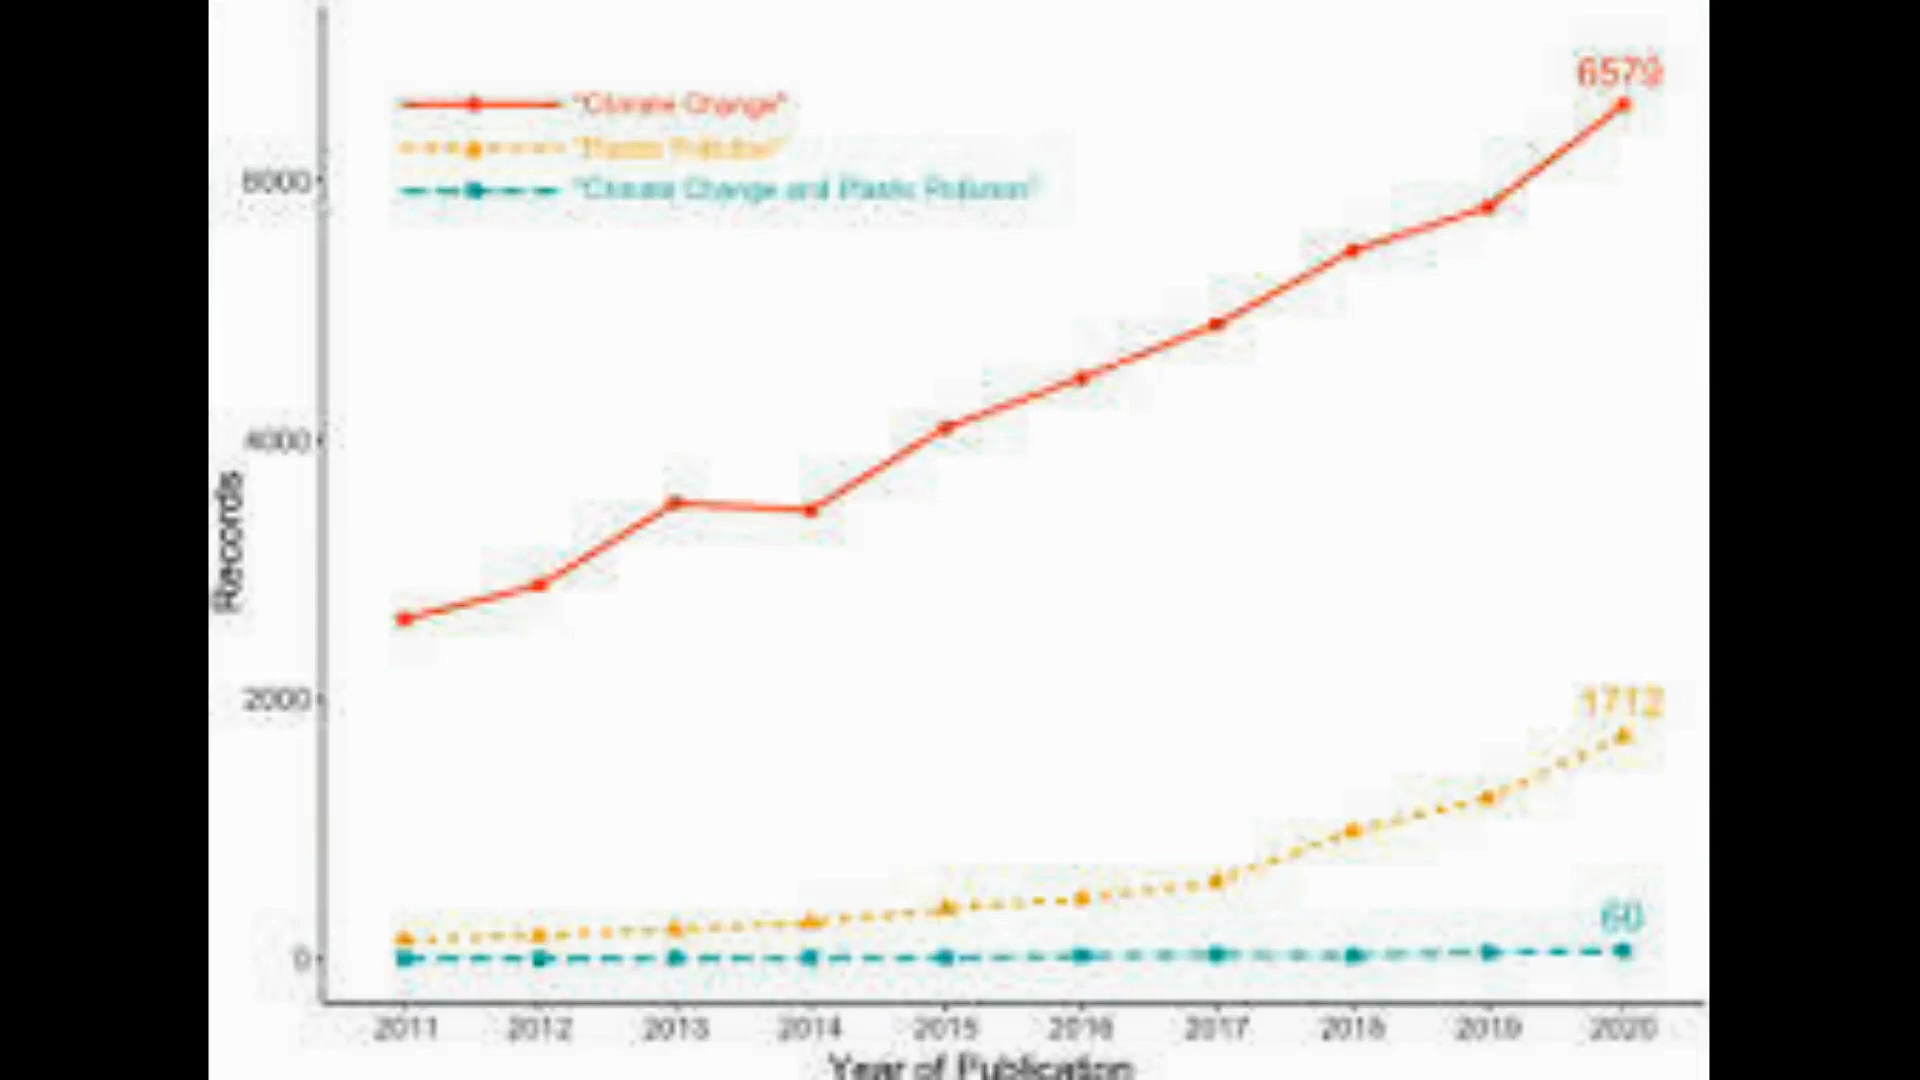 6579
"Climate Change"
"Plastic Pollution"
6000
"Climate Change and Plastic Pollution"
4000
Records
2000
1712
60
0
2011 2012 2013 2014 2015 2016 2017 2018 2019 2020
Year of Publication